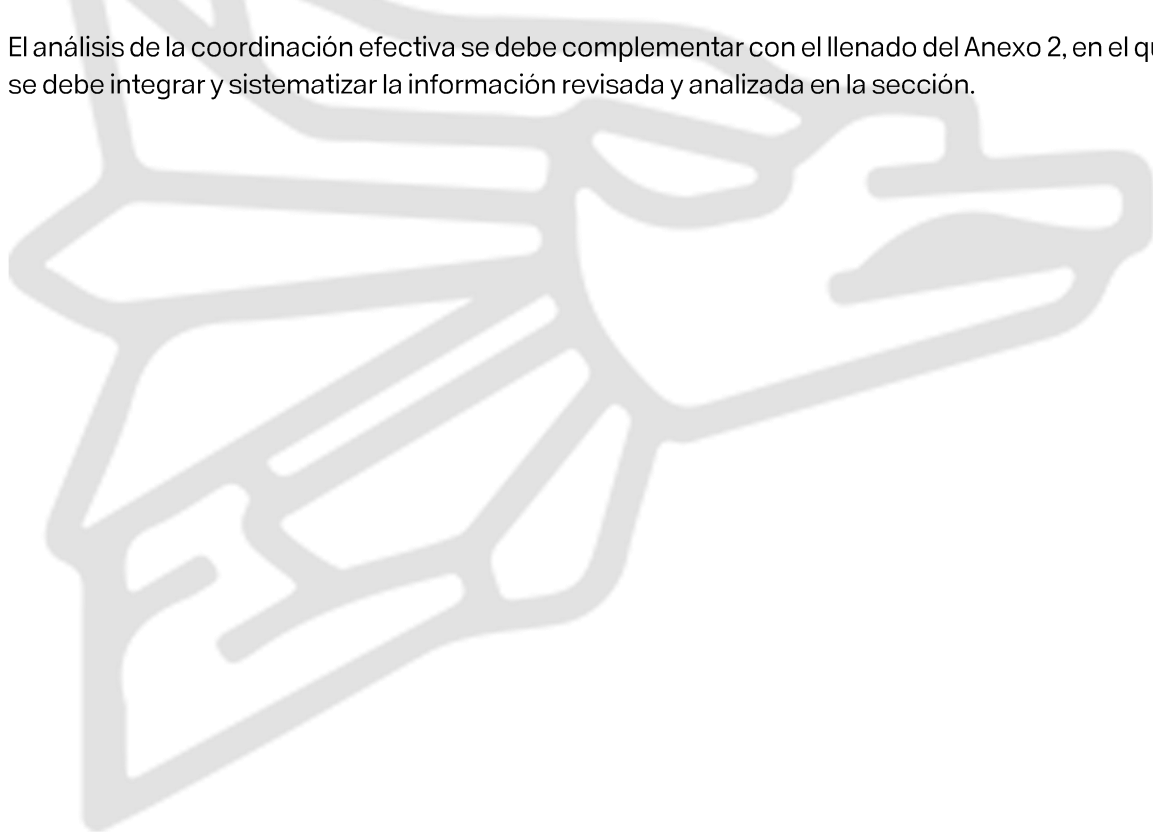 El análisis de la coordinación efectiva se debe complementar con el llenado del Anexo 2, en el
se debe integrar y sistematizar la información revisada y analizada en la sección.